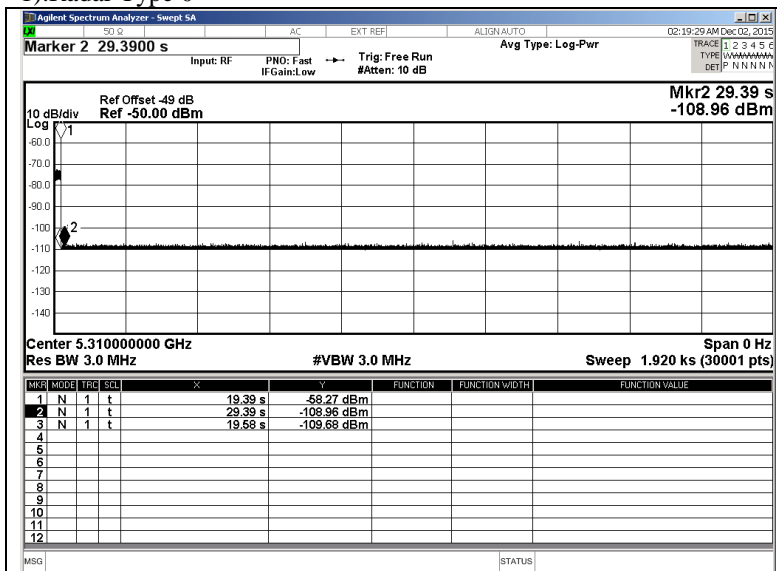 1).Radar Type 0
Agilent Spectrum Analyzer - Swept SA
LXI 50 Ω AC EXT REF ALIGN AUTO 02:19:29 AM Dec 02, 2015
Marker 2 29.3900 s
Input: RF PNO: Fast Trig: Free Run Avg Type: Log-Pwr TRACE 1 2 3 4 5 6
IFGain:Low #Atten: 10 dB TYPE
DET P N N N N N
Mkr2 29.39 s
-108.96 dBm
Ref Offset -49 dB
10 dB/div Ref -50.00 dBm
Log
1
-60.0
-70.0
-80.0
-90.0
-100
2
-110
-120
-130
-140
Center 5.310000000 GHz Span 0 Hz
Res BW 3.0 MHz #VBW 3.0 MHz Sweep 1.920 ks (30001 pts)
MKR MODE TRC SCL X Y FUNCTION FUNCTION WIDTH FUNCTION VALUE
1 N 1 t 19.39 s -58.27 dBm
2 N 1 t 29.39 s -108.96 dBm
3 N 1 t 19.58 s -109.68 dBm
4
5
6
7
8
9
10
11
12
MSG STATUS